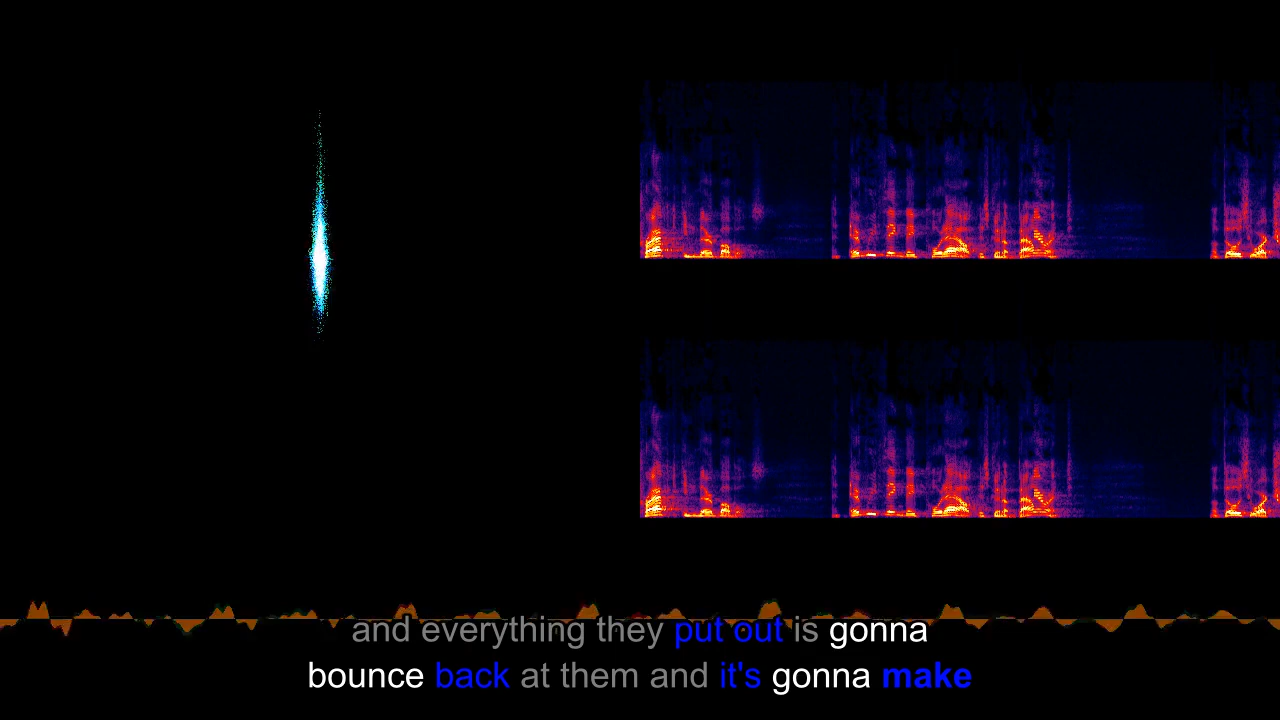 and everything they put out is gonna
bounce back at them and it's gonna make